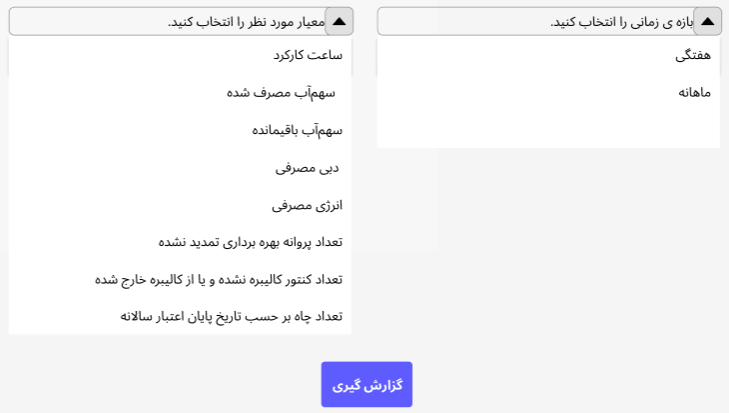 بازه ی زمانی را انتخاب کنید.
هفتگی
ماهانه
معیار مورد نظر را انتخاب کنید.
ساعت کارکرد
سهم‌آب مصرف شده
سهم‌آب باقیمانده
دبی مصرفی
انرژی مصرفی
تعداد پروانه بهره برداری تمدید نشده
تعداد کنتور کالیبره نشده و یا از کالیبره خارج شده
تعداد چاه بر حسب تاریخ پایان اعتبار سالانه
گزارش گیری